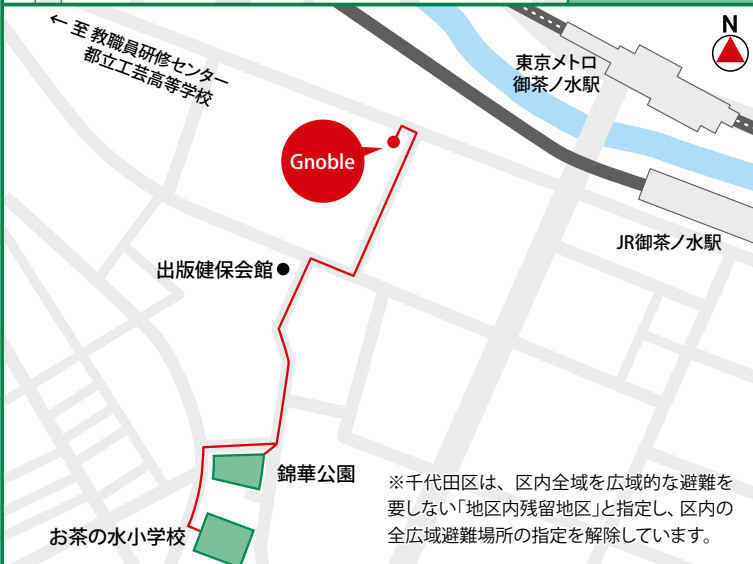 ← 至 教職員研修センター
都立工芸高等学校
東京メトロ
御茶ノ水駅
N
Gnoble
JR御茶ノ水駅
出版健保会館
錦華公園
※千代田区は、区内全域を広域的な避難を
要しない「地区内残留地区」と指定し、区内の
全広域避難場所の指定を解除しています。
お茶の水小学校